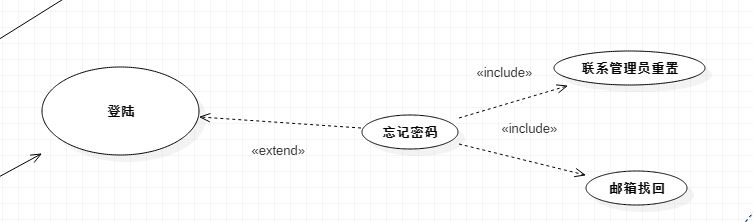 «include»
联系管理员重置
登陆
忘记密码
«include»
«extend»
邮箱找回